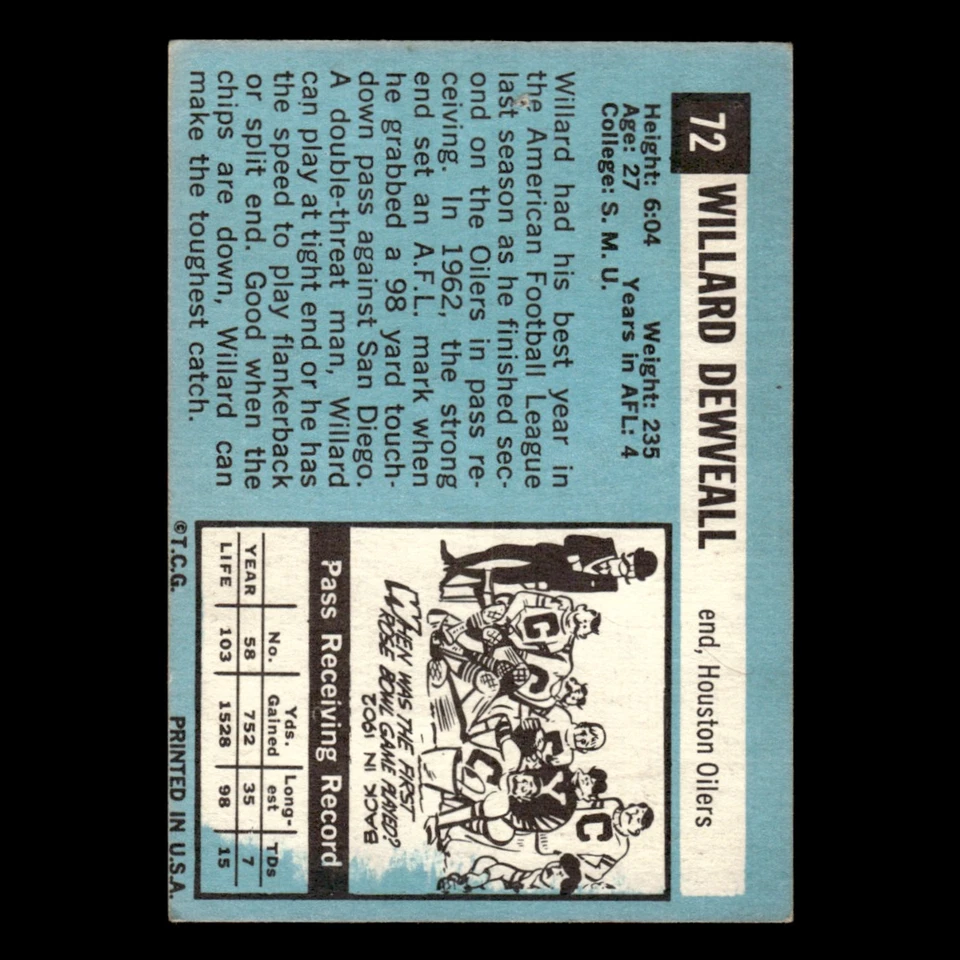 72 WILLARD DEWVEALL end, Houston Oilers
Height: 6:04 Weight: 235
Age: 27 Years in AFL: 4
College: S. M. U.
Willard had his best year in
the American Football League
last season as he finished sec-
ond on the Oilers in pass re-
ceiving. In 1962, the strong
end set an A.F.L. mark when
he grabbed a 98 yard touch-
down pass against San Diego.
A double-threat man, Willard
can play at tight end or he has
the speed to play flankerback
or split end. Good when the
chips are down, Willard can
make the toughest catch.
C C C C Y C
WHEN WAS THE FIRST
ROSE BOWL GAME PLAYED?
BACK IN 1902
Pass Receiving Record
No. Yds. Gained Long-est TDs
YEAR 58 752 35 7
LIFE 103 1528 98 15
©T.C.G. PRINTED IN U.S.A.